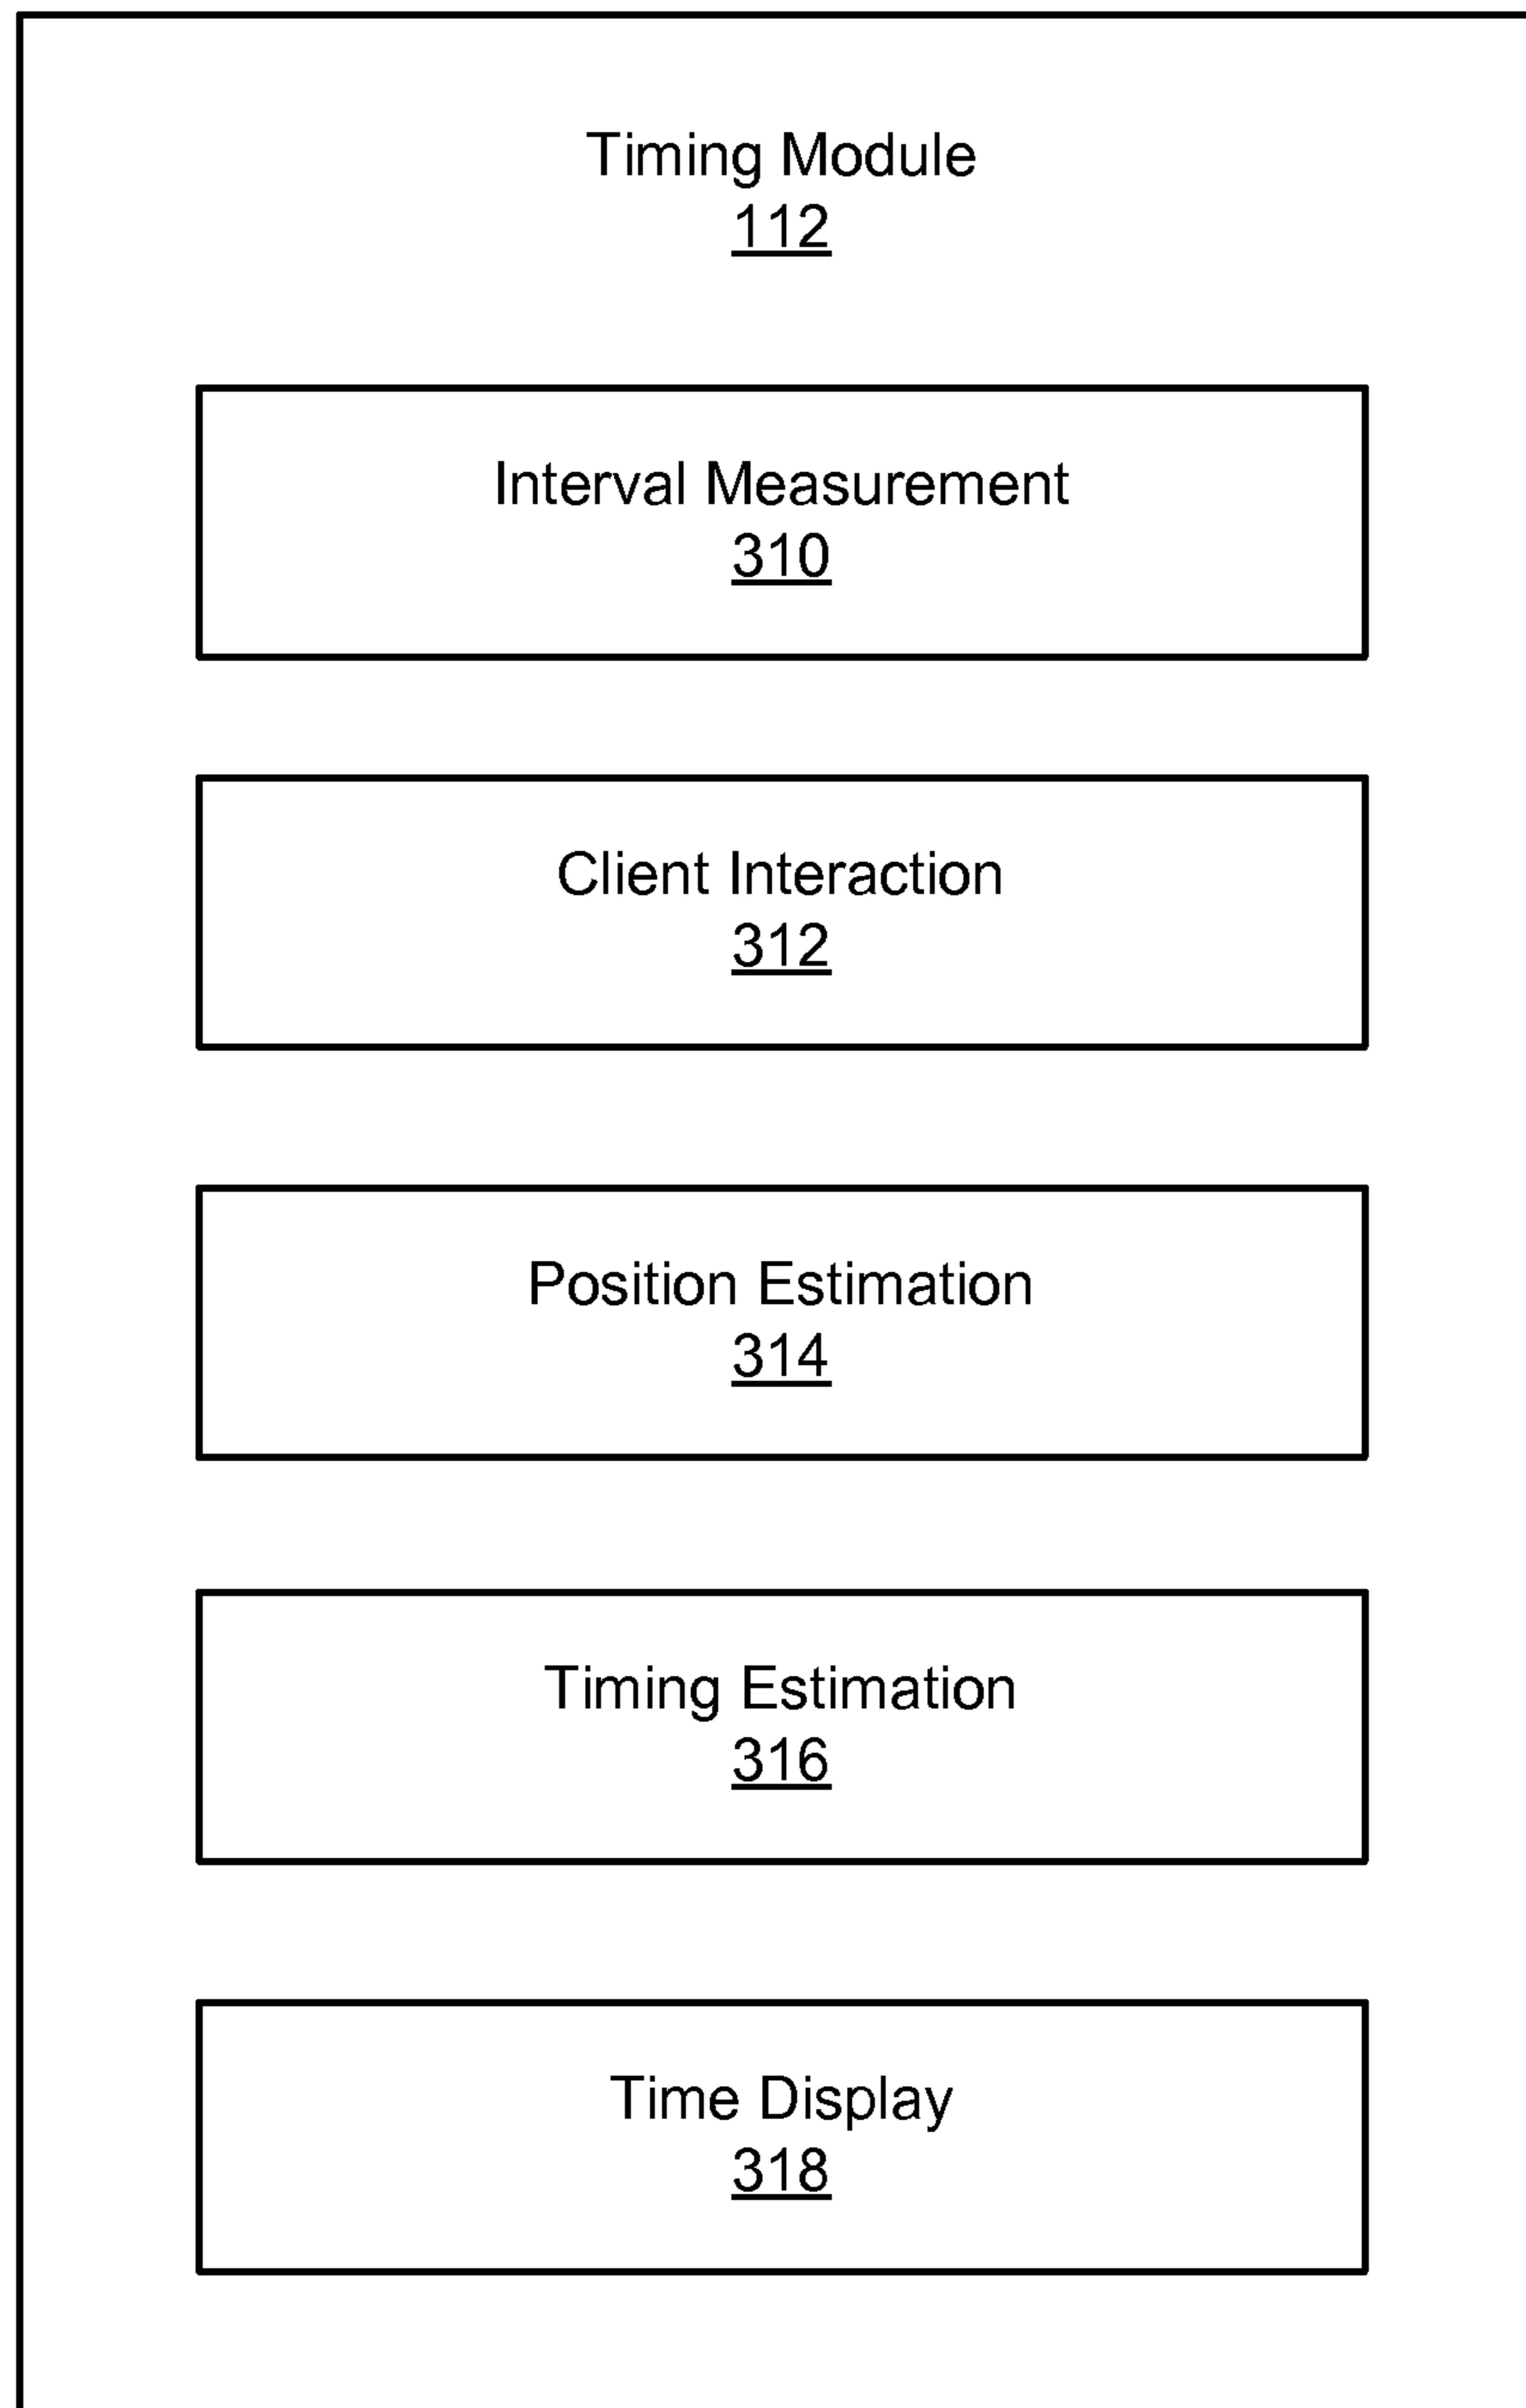 Timing Module
112
Interval Measurement
310
Client Interaction
312
Position Estimation
314
Timing Estimation
316
Time Display
318